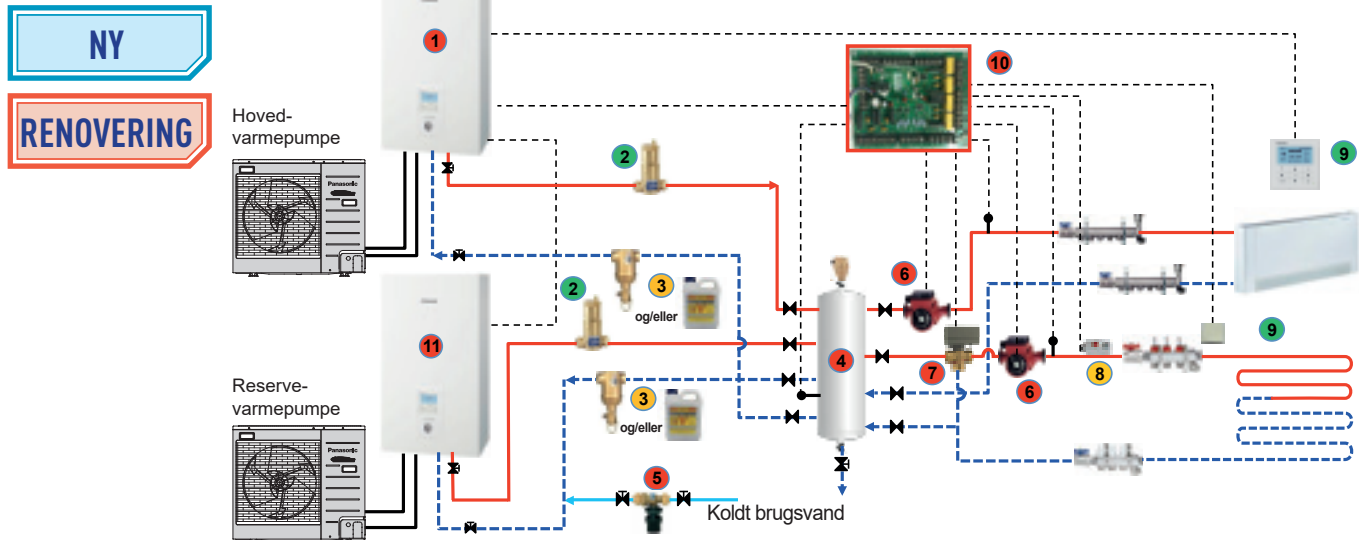 NY
RENOVERING
Hoved-
varmepumpe
Panasonic
1
2
3
og/eller
10
9
6
2
11
3
og/eller
4
7
6
8
9
Reserve-
varmepumpe
Panasonic
5
Koldt brugsvand